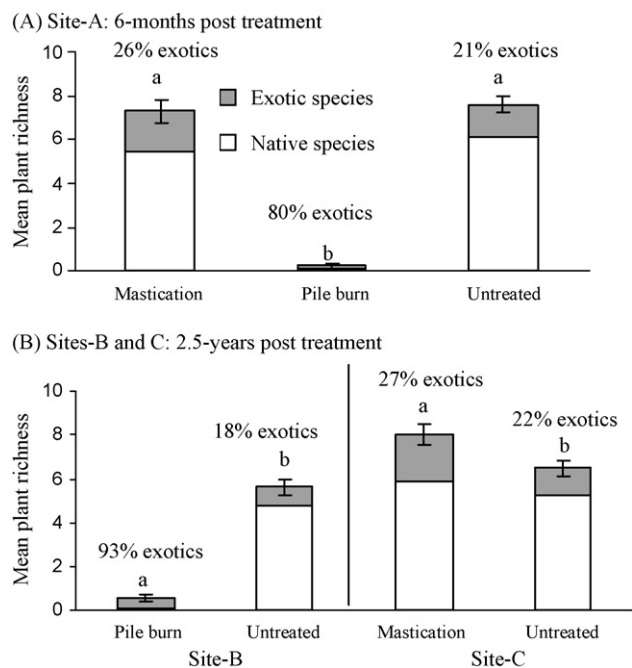 (A) Site-A: 6-months post treatment
10
8
6
4
2
0
Mean plant richness
26% exotics
a
Exotic species
Native species
80% exotics
b
21% exotics
a
Mastication
Pile burn
Untreated
(B) Sites-B and C: 2.5-years post treatment
10
8
6
4
2
0
Mean plant richness
93% exotics
a
18% exotics
b
27% exotics
a
22% exotics
b
Pile burn
Untreated
Mastication
Untreated
Site-B
Site-C